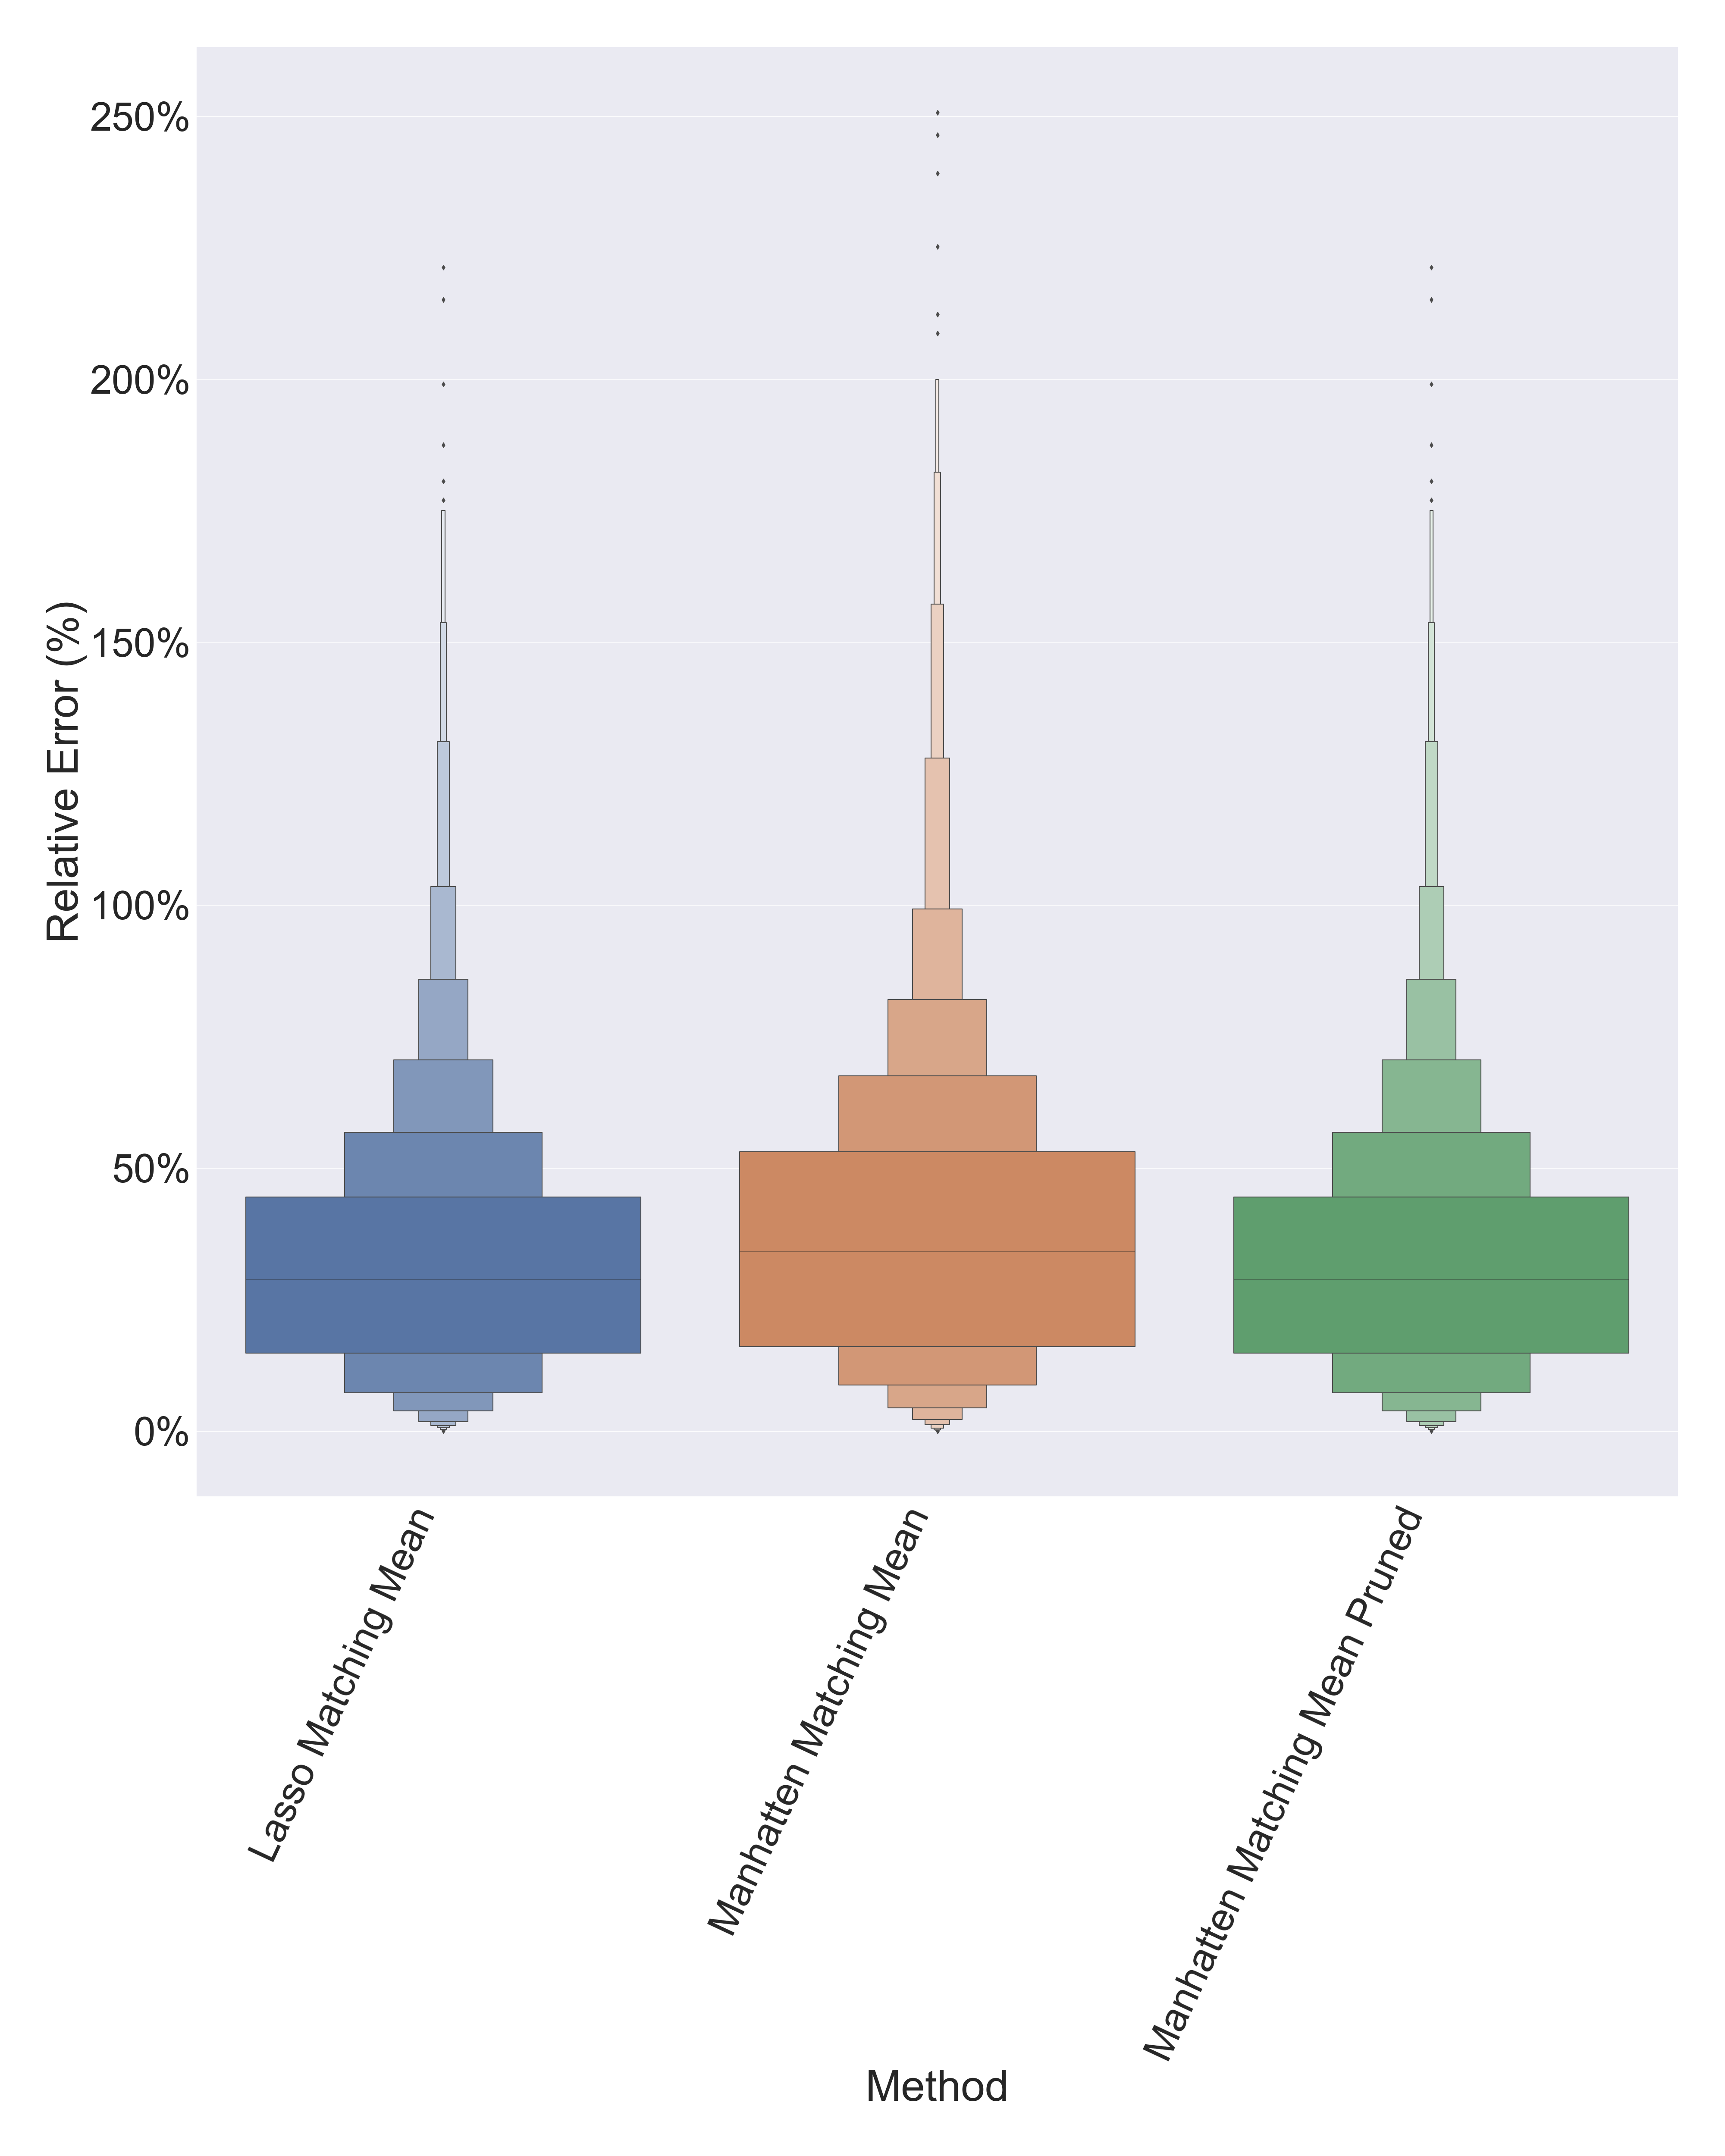 250%
200%
150%
100%
50%
0%
Relative Error (%)
Lasso Matching Mean
Manhatten Matching Mean
Manhatten Matching Mean Pruned
Method